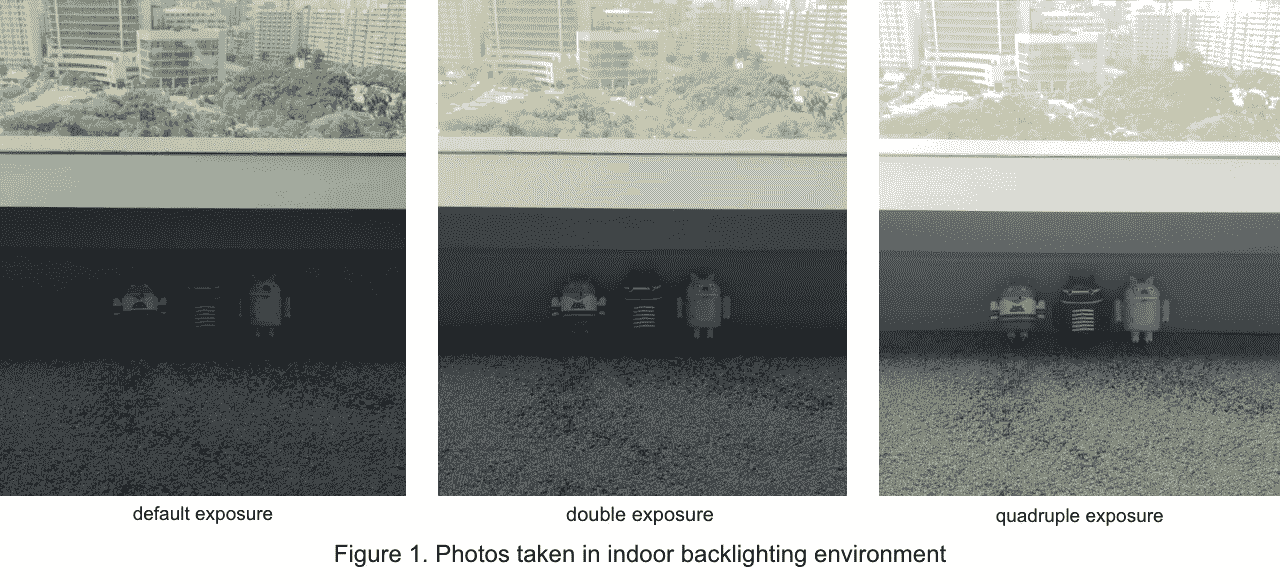 default exposure
double exposure
quadruple exposure
Figure 1. Photos taken in indoor backlighting environment